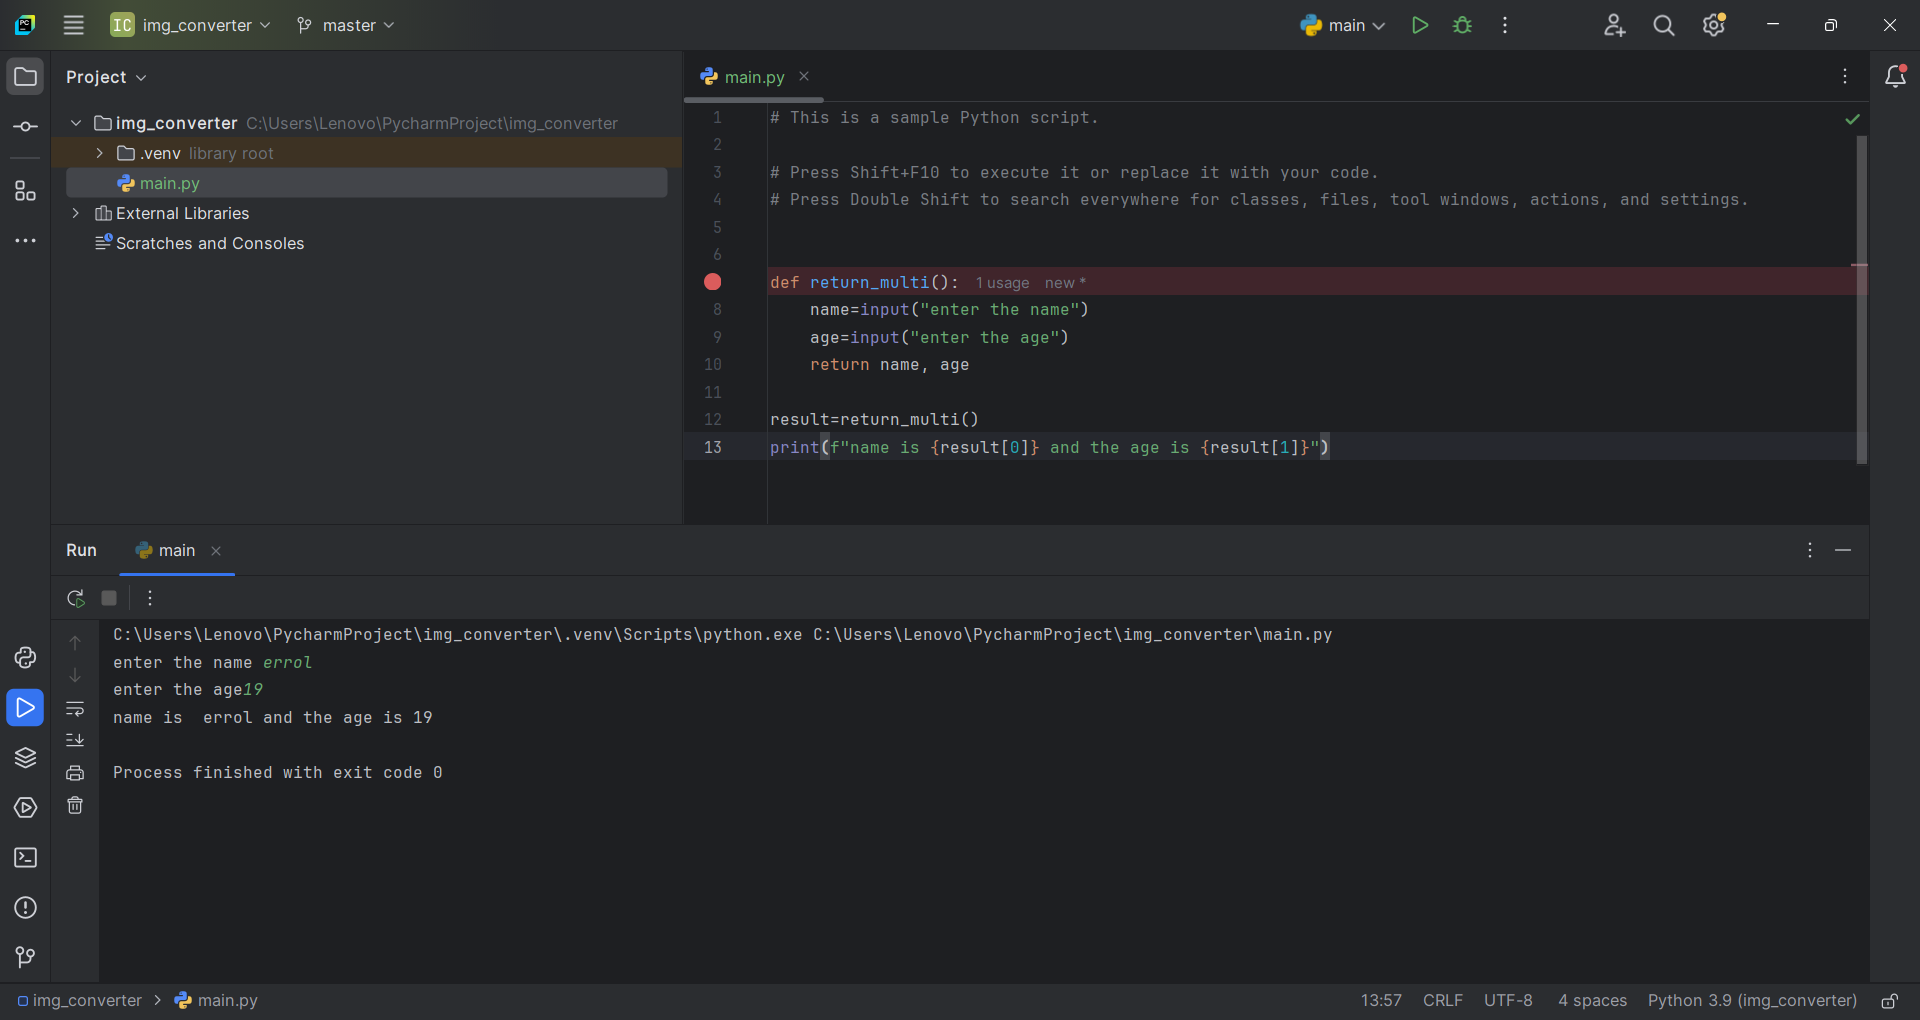 PC
IC img_converter master main
Project
img_converter C:\Users\Lenovo\PycharmProject\img_converter
.venv library root
main.py
External Libraries
Scratches and Consoles
main.py
1 # This is a sample Python script.
2
3 # Press Shift+F10 to execute it or replace it with your code.
4 # Press Double Shift to search everywhere for classes, files, tool windows, actions, and settings.
5
6
def return_multi(): 1 usage new *
8 name=input("enter the name")
9 age=input("enter the age")
10 return name, age
11
12 result=return_multi()
13 print(f"name is {result[0]} and the age is {result[1]}")
Run main
C:\Users\Lenovo\PycharmProject\img_converter\.venv\Scripts\python.exe C:\Users\Lenovo\PycharmProject\img_converter\main.py
enter the name errol
enter the age19
name is  errol and the age is 19
Process finished with exit code 0
img_converter > main.py 13:57 CRLF UTF-8 4 spaces Python 3.9 (img_converter)